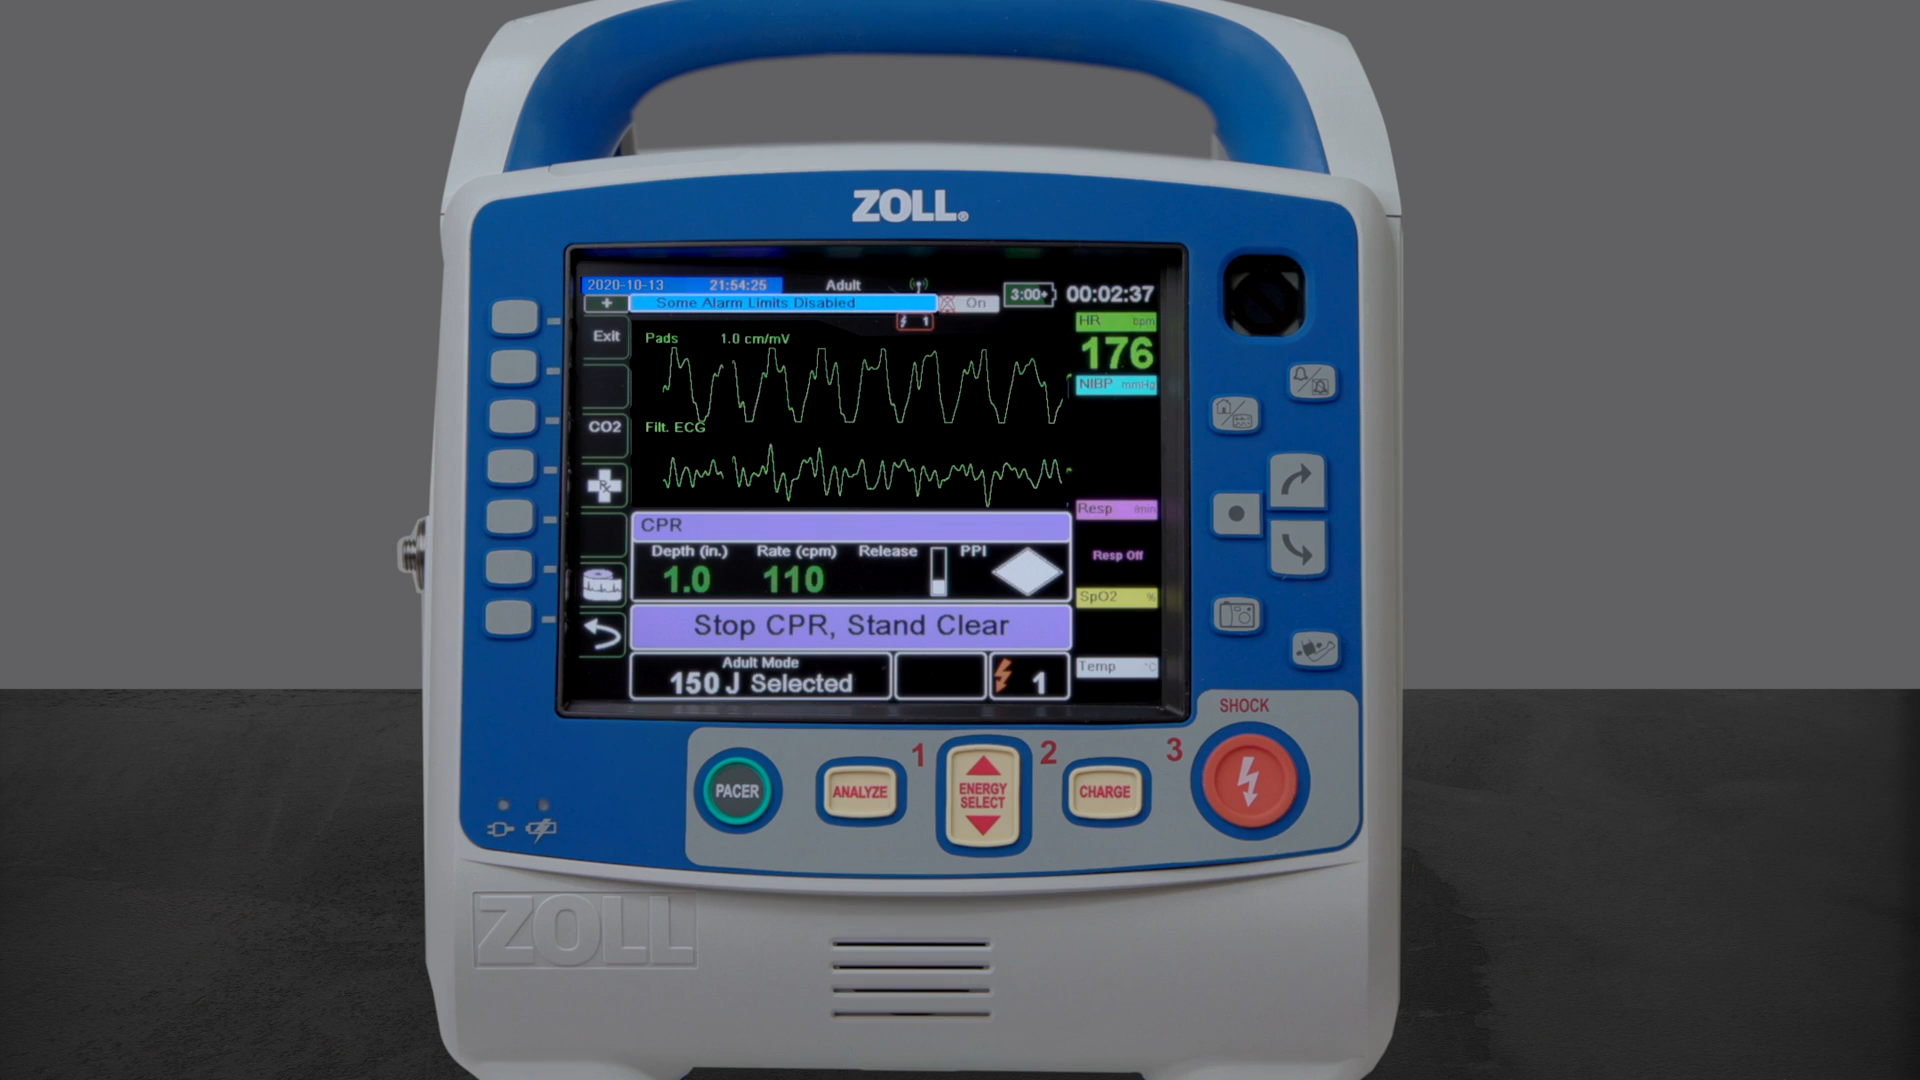 ZOLL®
2020-10-13 21:54:25 Adult 3:00+ 00:02:37
+ Some Alarm Limits Disabled On
1
Exit
Pads 1.0 cm/mV
HR bpm
176
NIBP mmHg
CO2
Filt. ECG
Rx
Resp /min
CPR
Depth (in.) Rate (cpm) Release PPI
1.0 110
Resp Off
SpO2 %
Stop CPR, Stand Clear
Adult Mode
150J Selected
1
Temp °C
SHOCK
1 2 3
PACER
ANALYZE
ENERGY
SELECT
CHARGE
ZOLL